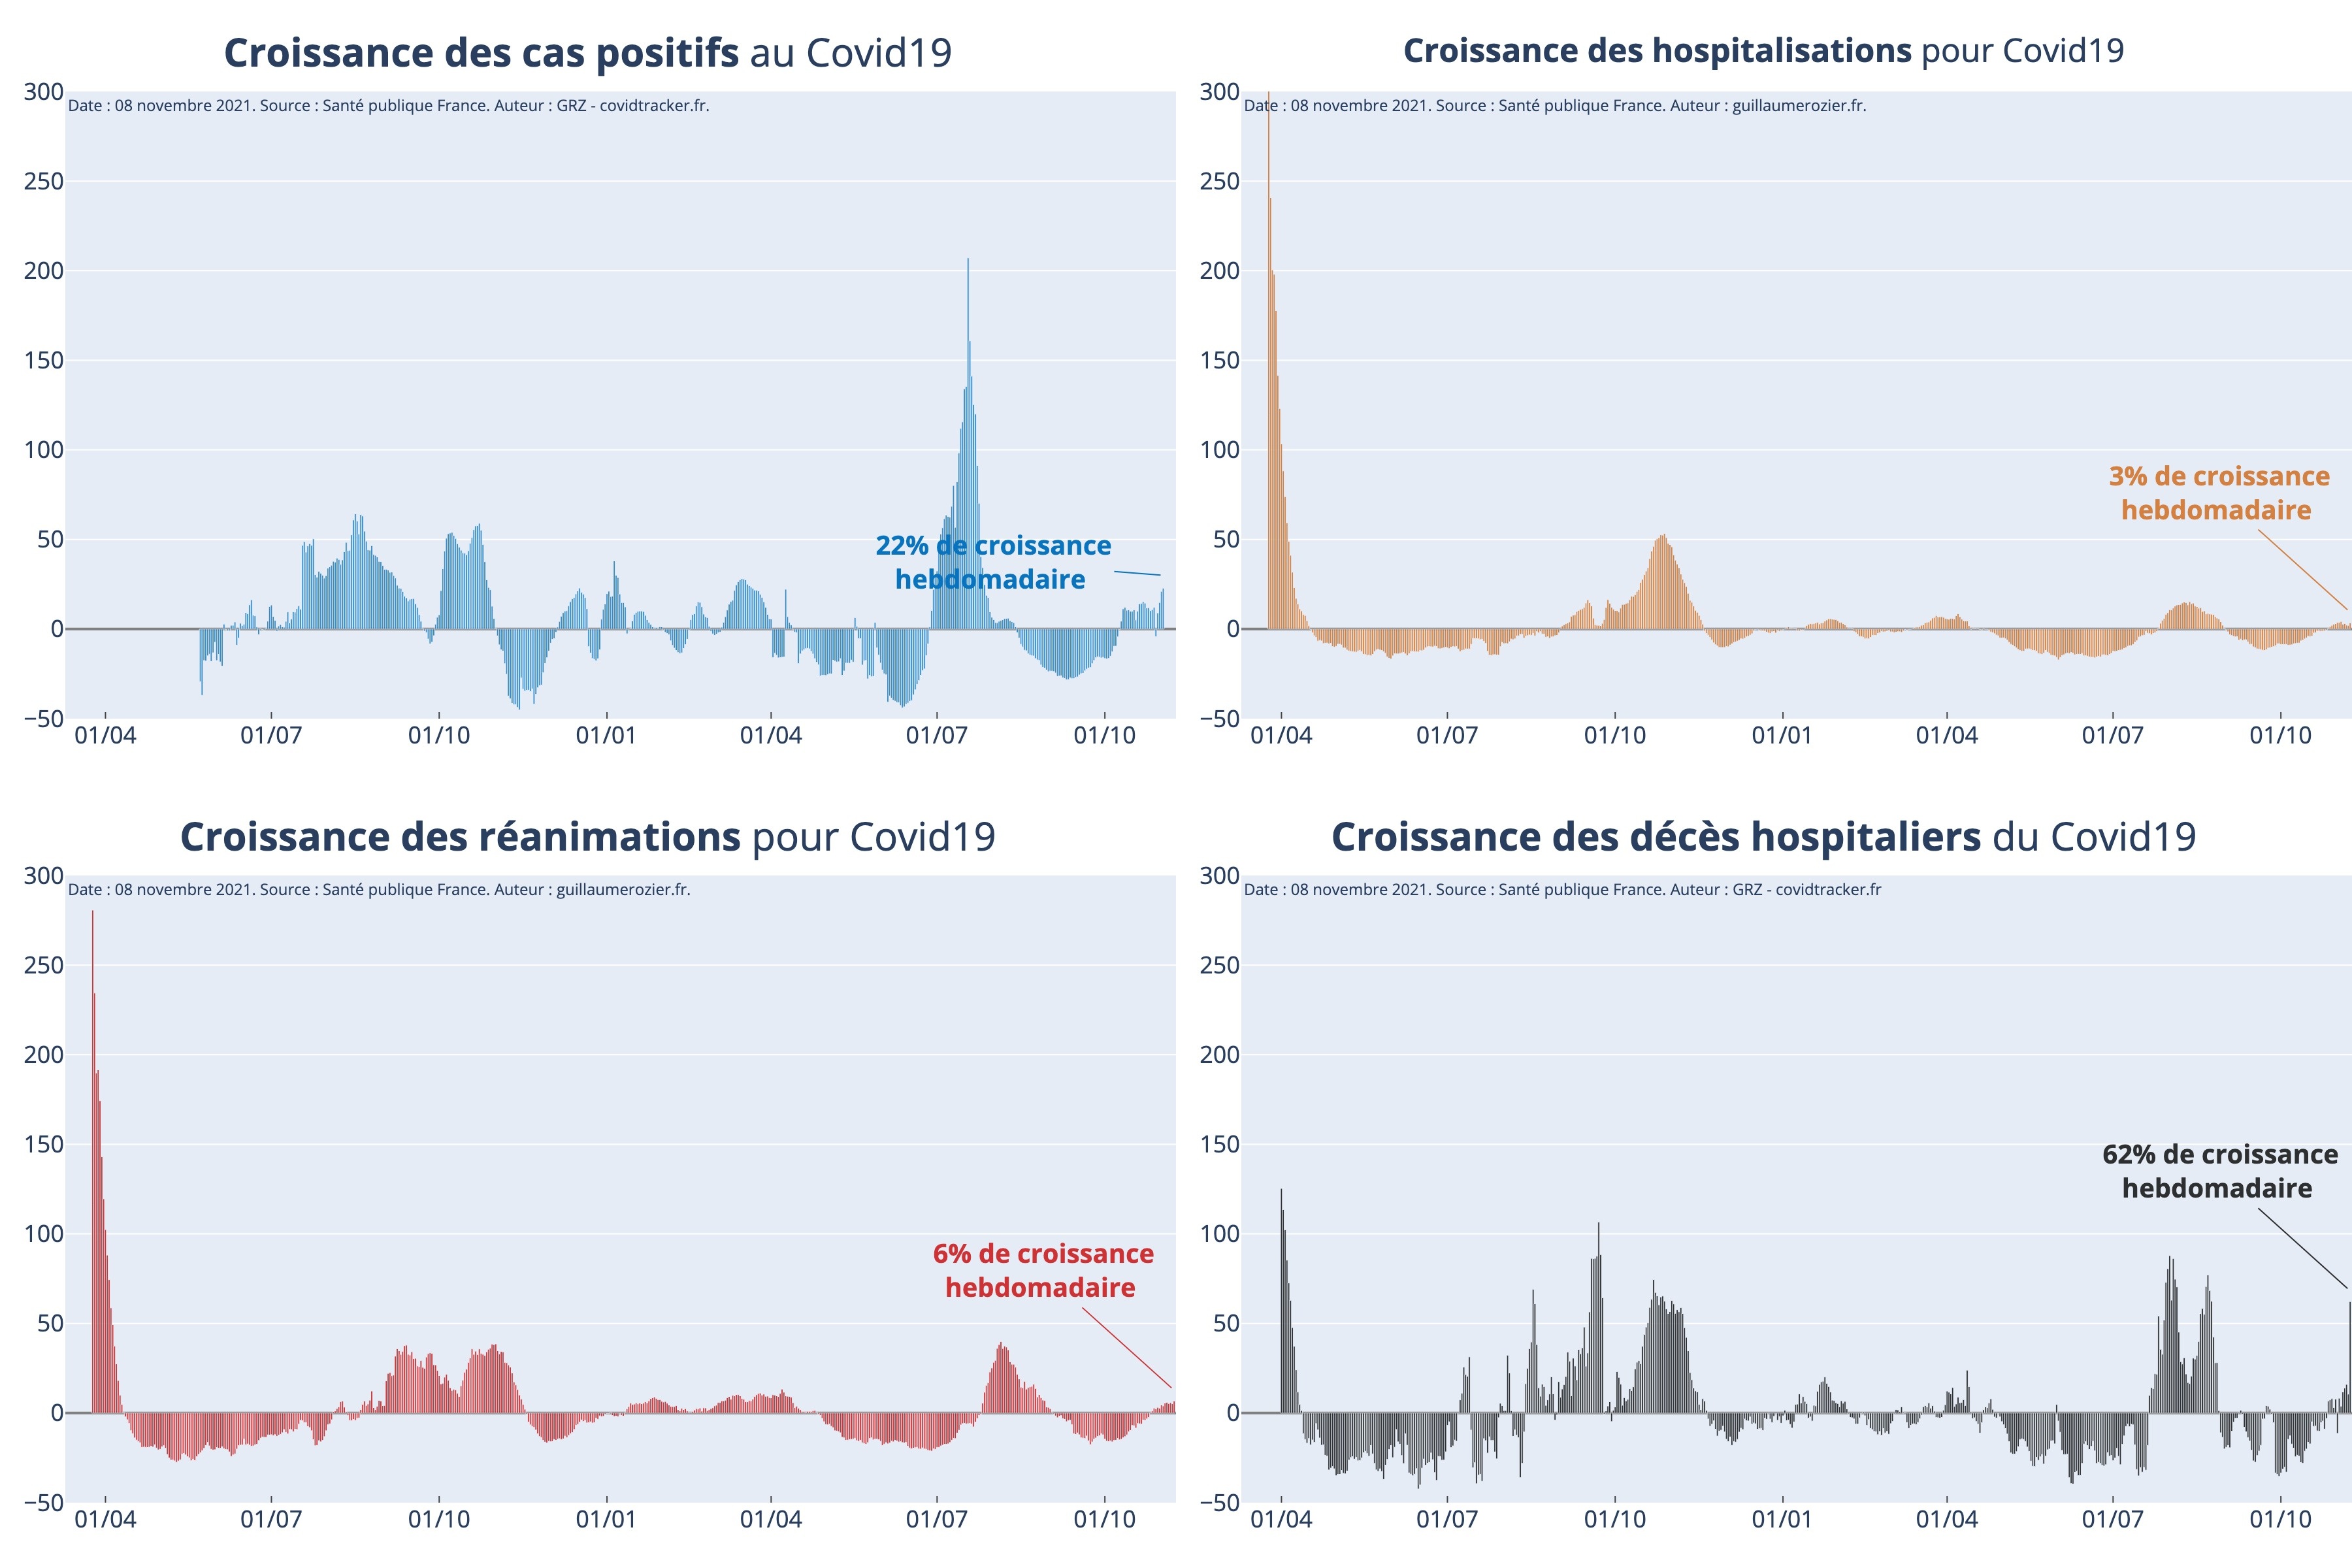 Croissance des cas positifs au Covid19
Date : 08 novembre 2021. Source : Santé publique France. Auteur : GRZ - covidtracker.fr.
300
250
200
150
100
50
0
−50
22% de croissance
hebdomadaire
01/04 01/07 01/10 01/01 01/04 01/07 01/10
Croissance des hospitalisations pour Covid19
Date : 08 novembre 2021. Source : Santé publique France. Auteur : guillaumerozier.fr.
300
250
200
150
100
50
0
−50
3% de croissance
hebdomadaire
01/04 01/07 01/10 01/01 01/04 01/07 01/10
Croissance des réanimations pour Covid19
Date : 08 novembre 2021. Source : Santé publique France. Auteur : guillaumerozier.fr.
300
250
200
150
100
50
0
−50
6% de croissance
hebdomadaire
01/04 01/07 01/10 01/01 01/04 01/07 01/10
Croissance des décès hospitaliers du Covid19
Date : 08 novembre 2021. Source : Santé publique France. Auteur : GRZ - covidtracker.fr
300
250
200
150
100
50
0
−50
62% de croissance
hebdomadaire
01/04 01/07 01/10 01/01 01/04 01/07 01/10